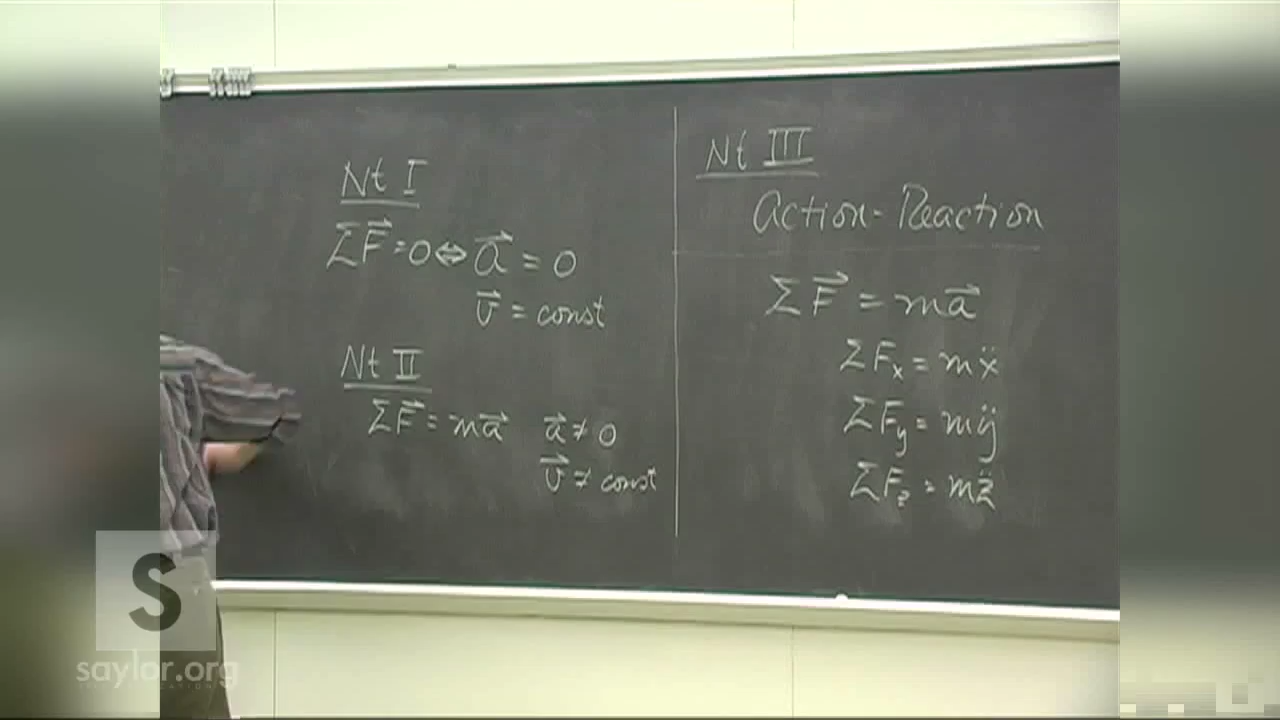 Nt I
ΣF⃗ = 0 ⇔ a⃗ = 0
v⃗ = const
Nt II
ΣF⃗ = ma⃗   a⃗ ≠ 0
v⃗ ≠ const
Nt III
Action-Reaction
ΣF⃗ = ma⃗
ΣFx = mẍ
ΣFy = mÿ
ΣFz = mz̈
S
saylor.org